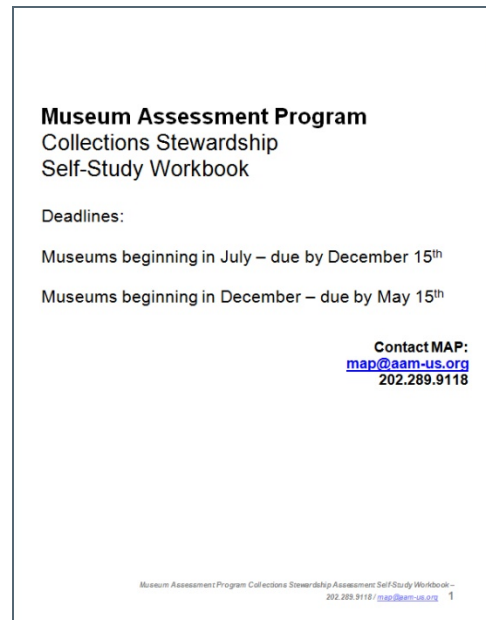 Museum Assessment Program
Collections Stewardship
Self-Study Workbook
Deadlines:
Museums beginning in July – due by December 15th
Museums beginning in December – due by May 15th
Contact MAP:
map@aam-us.org
202.289.9118
Museum Assessment Program Collections Stewardship Assessment Self-Study Workbook –
202.289.9118 / map@aam-us.org 1